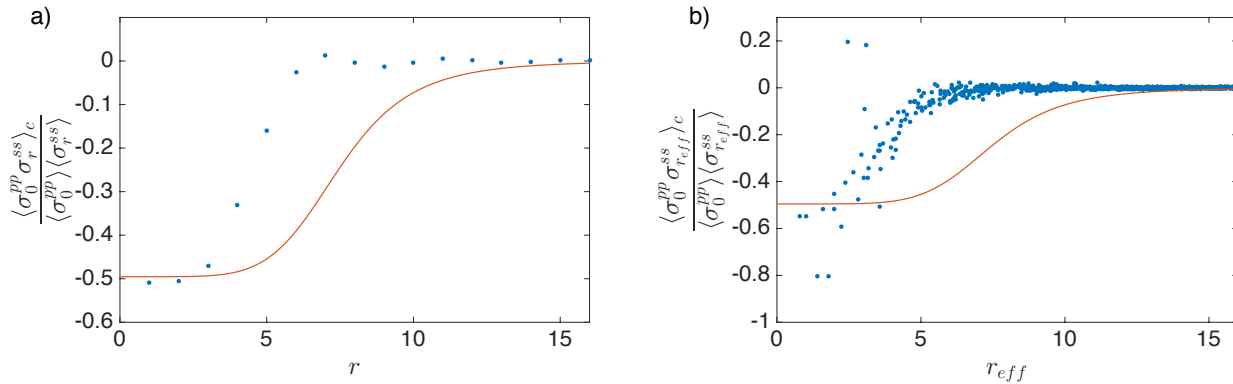 a)
0
-0.1
-0.2
-0.3
-0.4
-0.5
-0.6
0 5 10 15
r
⟨σ_0^{pp} σ_r^{ss}⟩_c
⟨σ_0^{pp}⟩⟨σ_r^{ss}⟩
b)
0.2
0
-0.2
-0.4
-0.6
-0.8
-1
0 5 10 15
r_{eff}
⟨σ_0^{pp} σ_{r_{eff}}^{ss}⟩_c
⟨σ_0^{pp}⟩⟨σ_{r_{eff}}^{ss}⟩